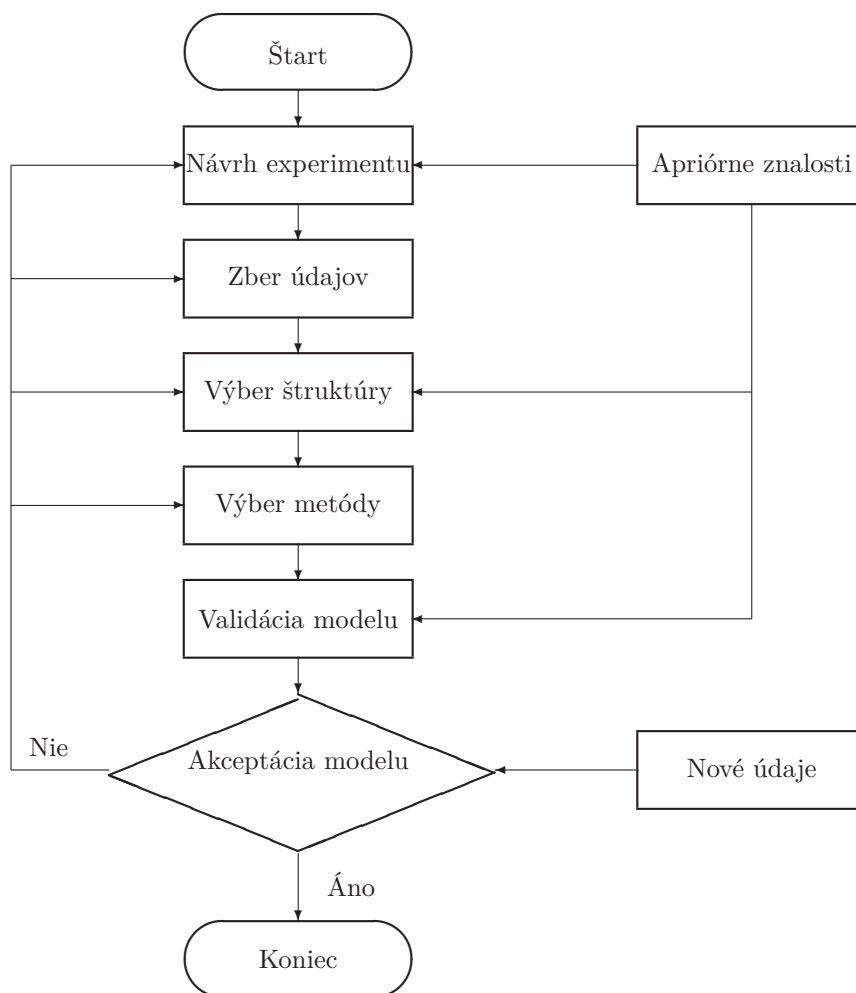 Štart
Návrh experimentu
Apriórne znalosti
Zber údajov
Výber štruktúry
Výber metódy
Validácia modelu
Nie
Akceptácia modelu
Nové údaje
Áno
Koniec